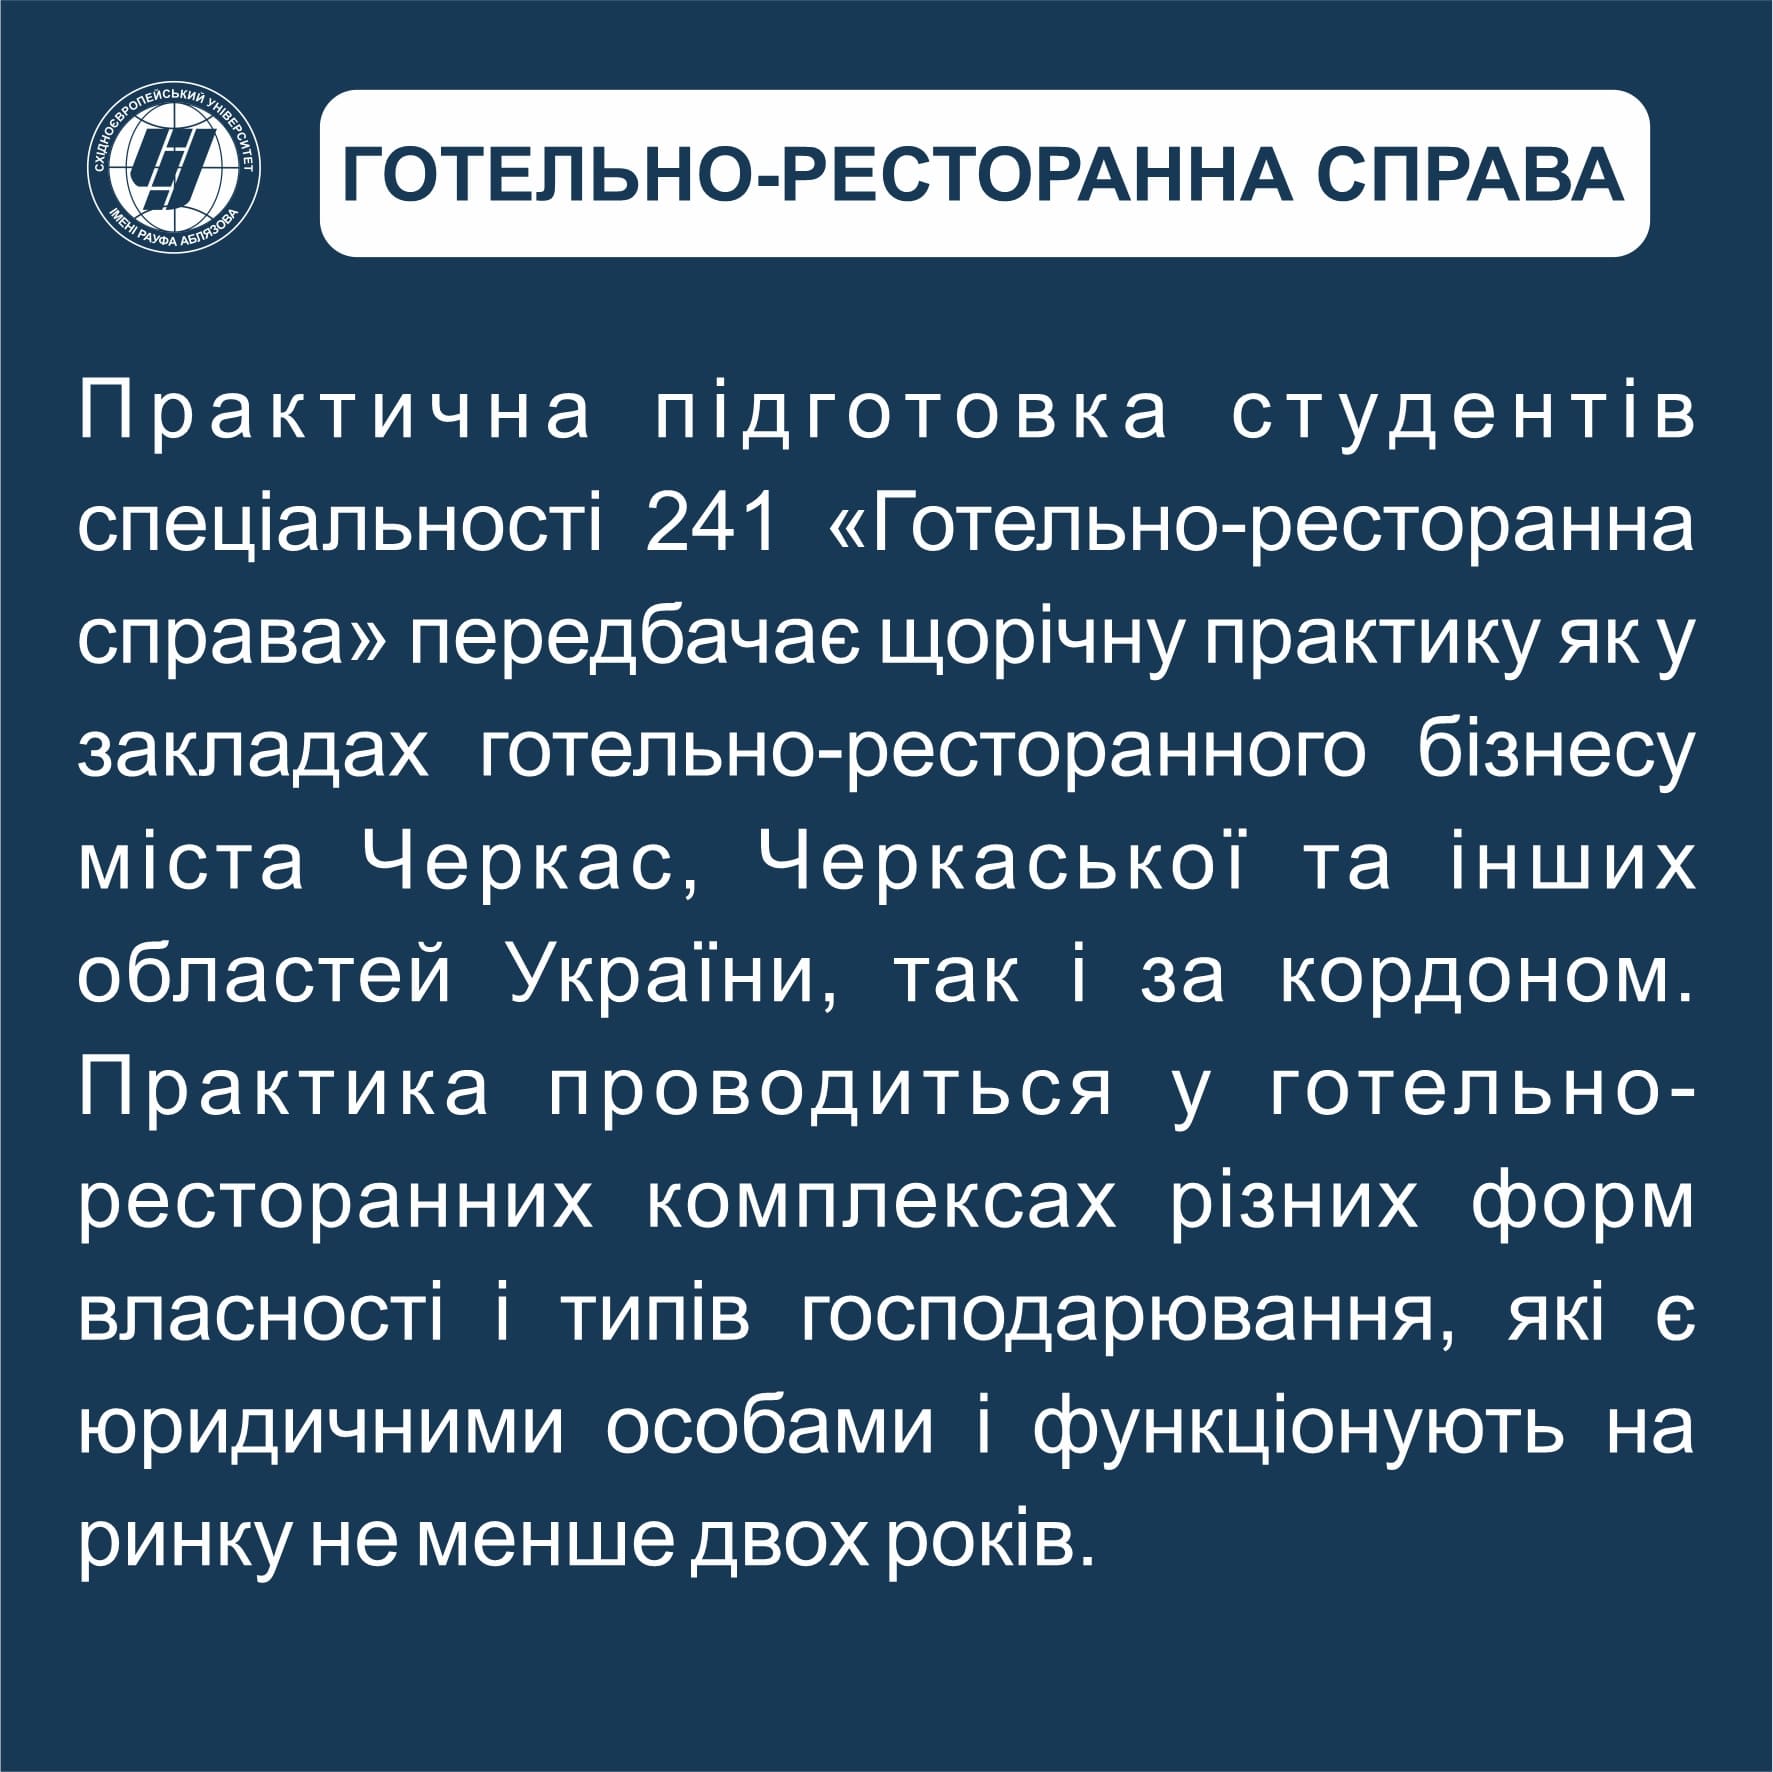 СХІДНОЄВРОПЕЙСЬКИЙ УНІВЕРСИТЕТ
ІМЕНІ РАУФА АБЛЯЗОВА
ГОТЕЛЬНО-РЕСТОРАННА СПРАВА
Практична підготовка студентів
спеціальності 241 «Готельно-ресторанна
справа» передбачає щорічну практику як у
закладах готельно-ресторанного бізнесу
міста Черкас, Черкаської та інших
областей України, так і за кордоном.
Практика проводиться у готельно-
ресторанних комплексах різних форм
власності і типів господарювання, які є
юридичними особами і функціонують на
ринку не менше двох років.